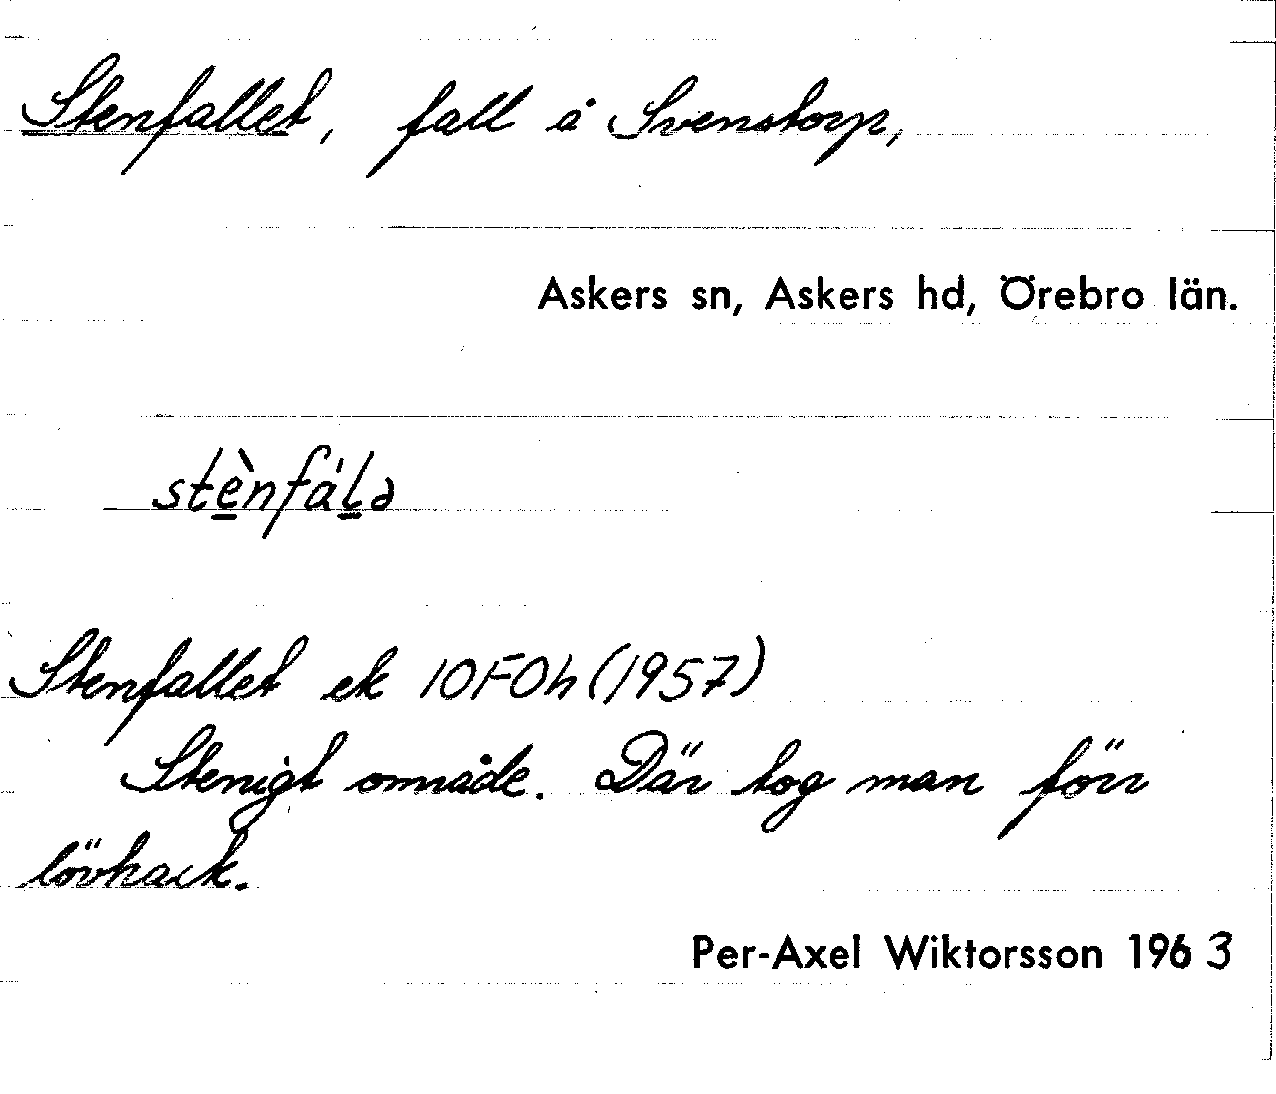 Stenfallet, fall å Svenstorp,
Askers sn, Askers hd, Örebro län.
stènfáḷə
Stenfallet ek 10F0h (1957)
Stenigt område. Där tog man förr
lövhack.
Per-Axel Wiktorsson 1963